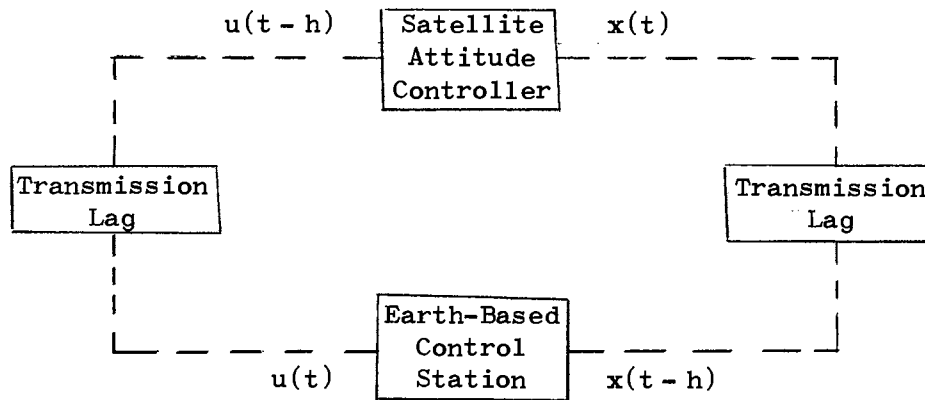 u(t - h)
Satellite
Attitude
Controller
x(t)
Transmission
Lag
Transmission
Lag
u(t)
Earth-Based
Control
Station
x(t - h)